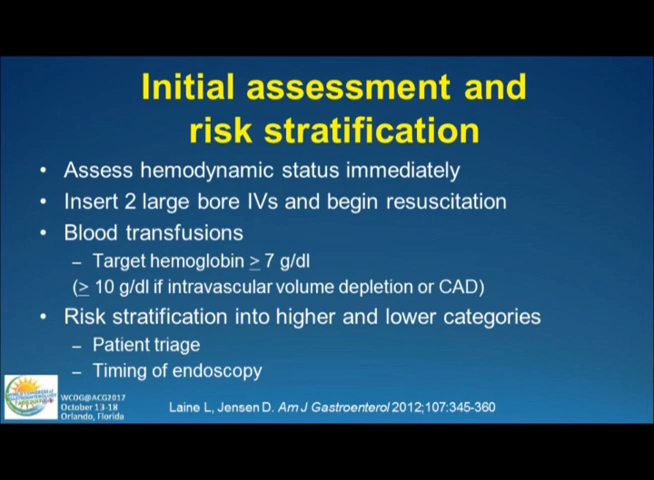 Initial assessment and
risk stratification
• Assess hemodynamic status immediately
• Insert 2 large bore IVs and begin resuscitation
• Blood transfusions
– Target hemoglobin ≥ 7 g/dl
(≥ 10 g/dl if intravascular volume depletion or CAD)
• Risk stratification into higher and lower categories
– Patient triage
– Timing of endoscopy
WCOG@ACG2017
October 13-18
Orlando, Florida
Laine L, Jensen D. Am J Gastroenterol 2012;107:345-360